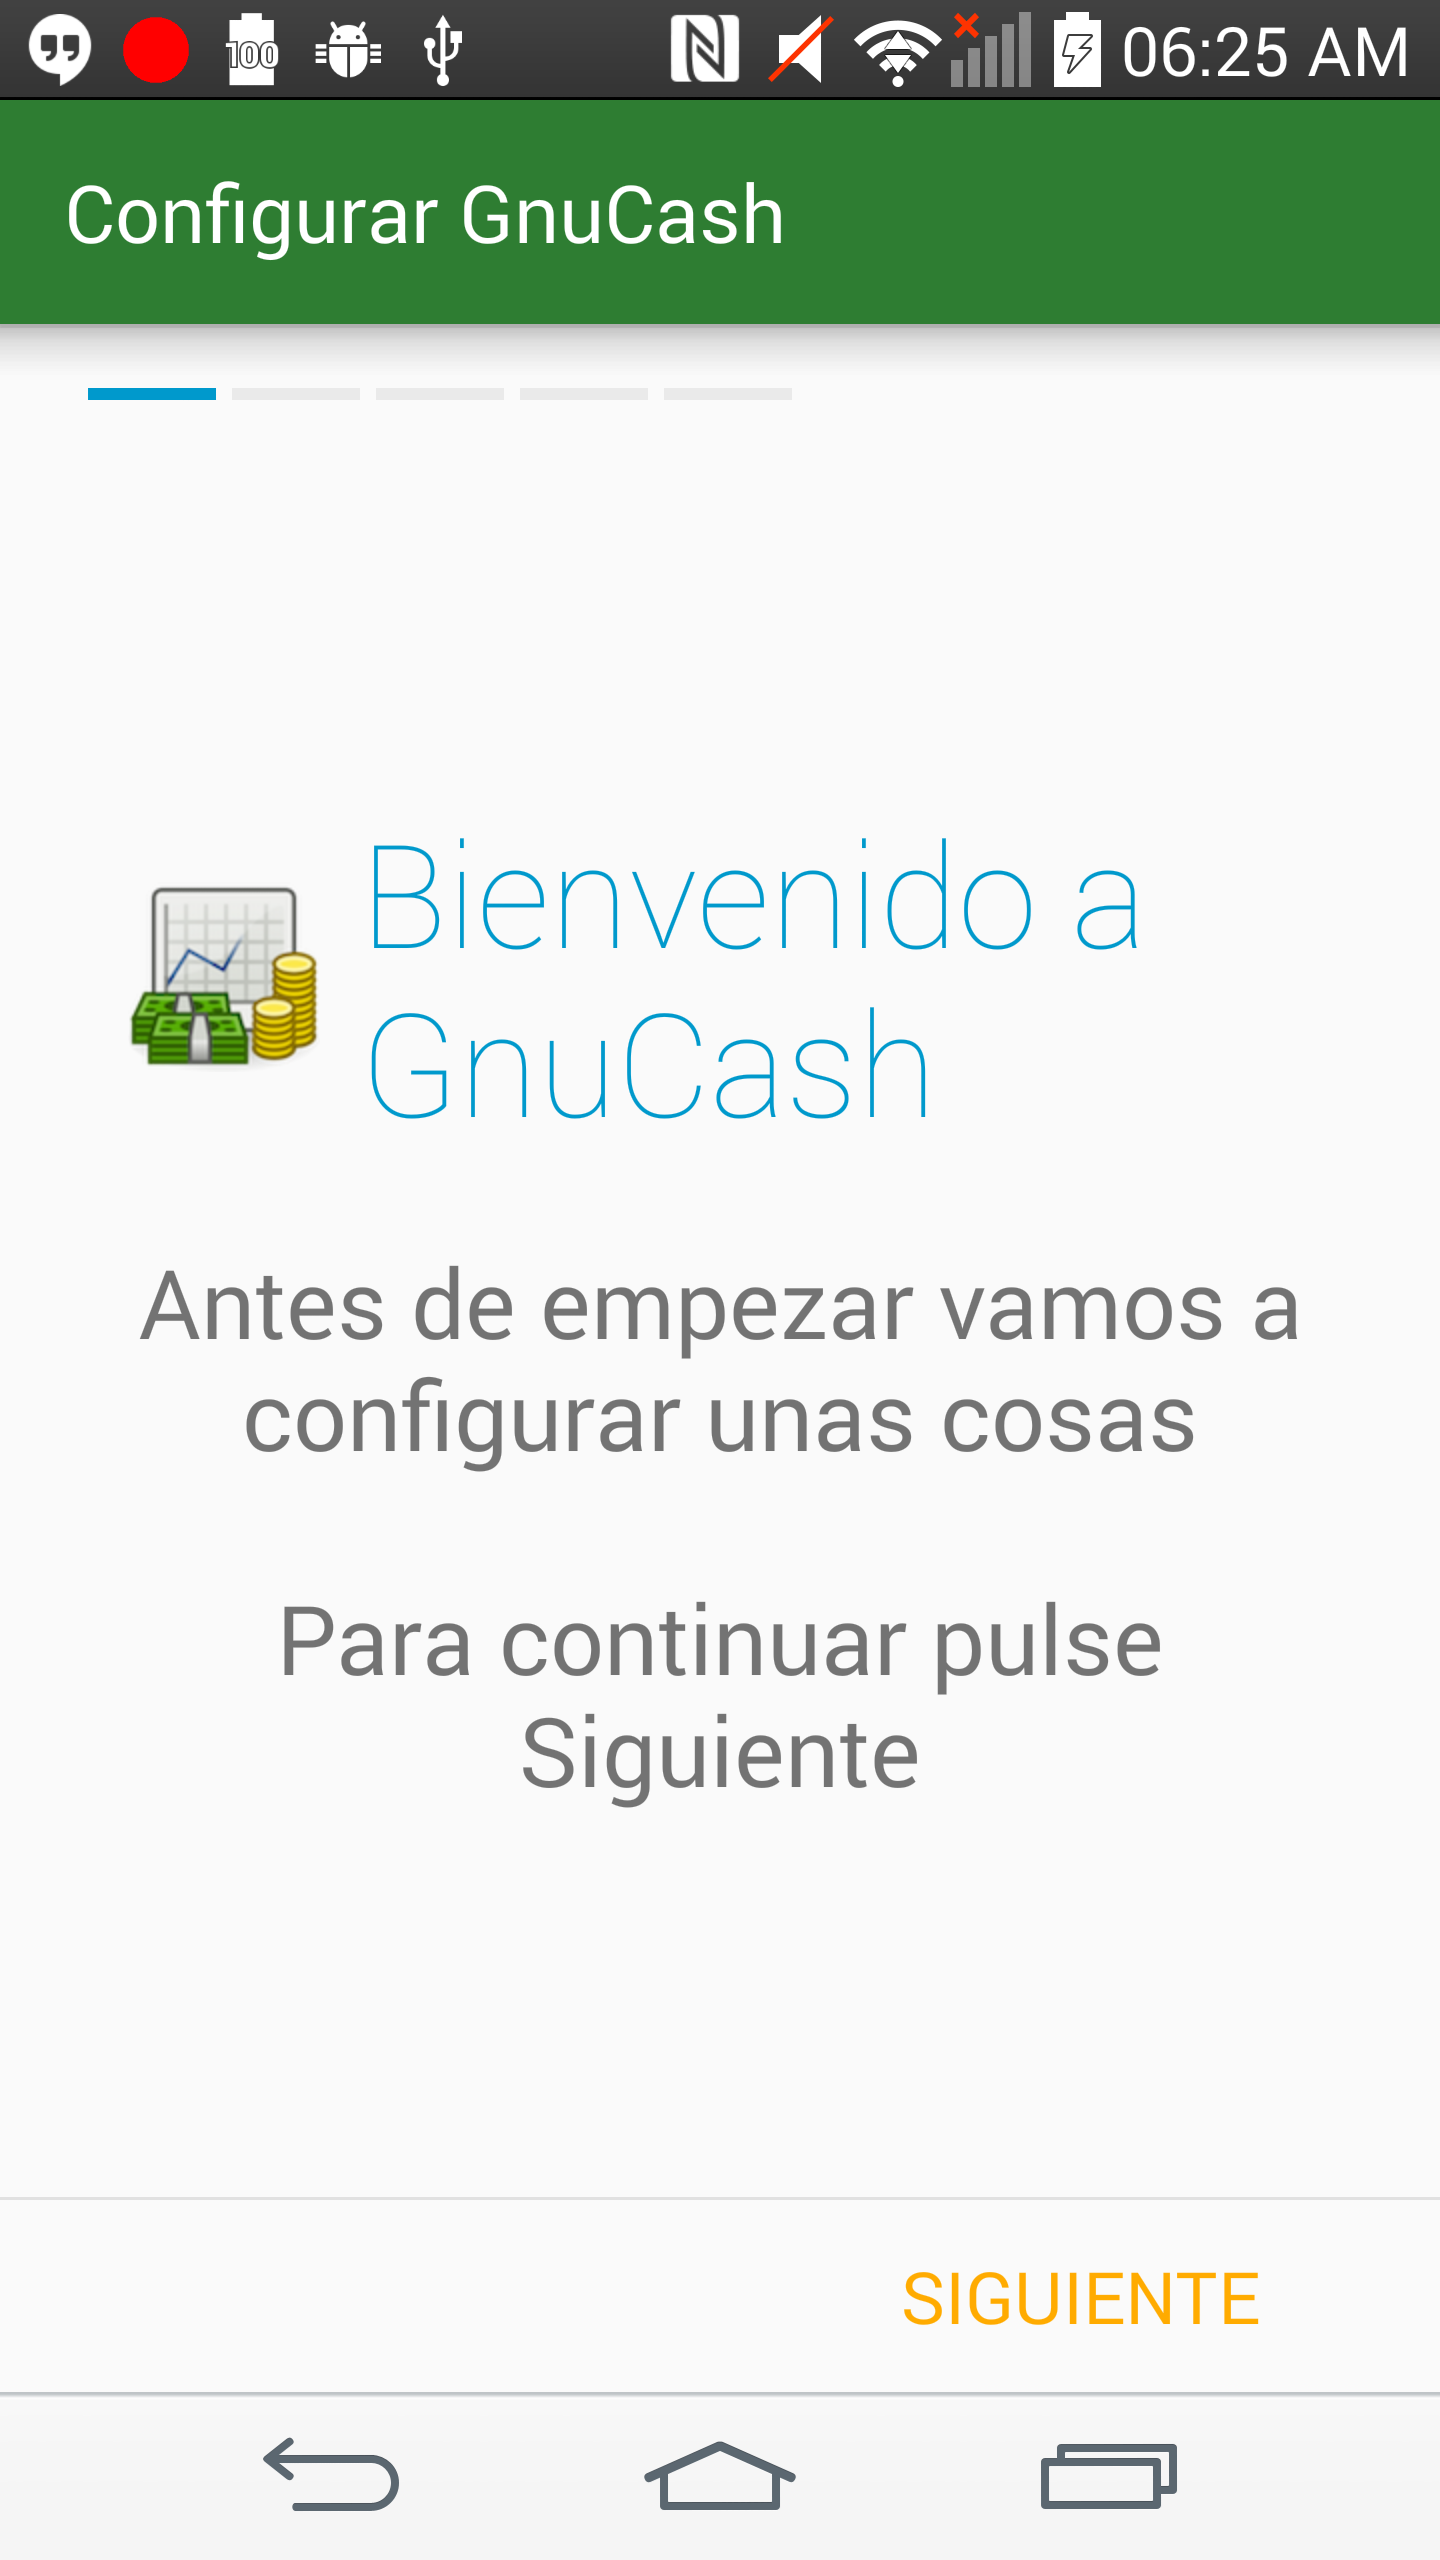 100
06:25 AM
Configurar GnuCash
Bienvenido a
GnuCash
Antes de empezar vamos a
configurar unas cosas
Para continuar pulse
Siguiente
SIGUIENTE